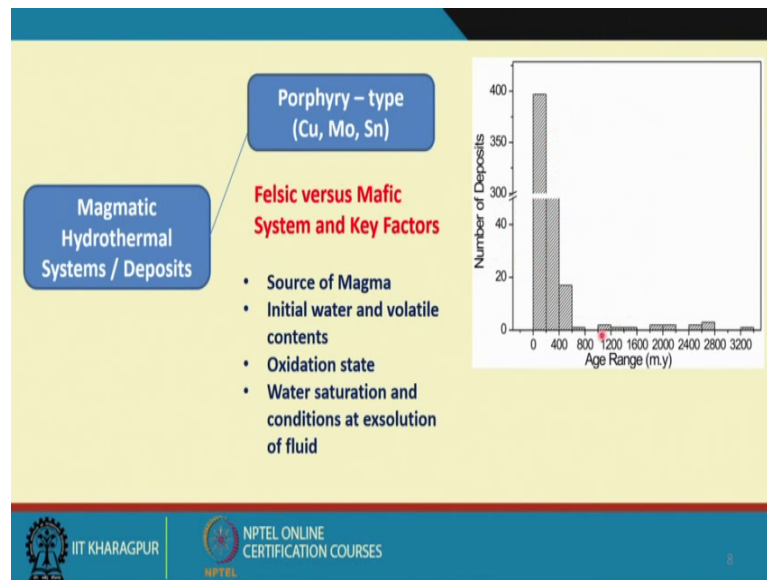 Porphyry – type
(Cu, Mo, Sn)
Magmatic
Hydrothermal
Systems / Deposits
Felsic versus Mafic
System and Key Factors
• Source of Magma
• Initial water and volatile
contents
• Oxidation state
• Water saturation and
conditions at exsolution
of fluid
Number of Deposits
400
350
300
40
20
0
0 400 800 1200 1600 2000 2400 2800 3200
Age Range (m.y)
IIT KHARAGPUR
NPTEL
NPTEL ONLINE
CERTIFICATION COURSES
8